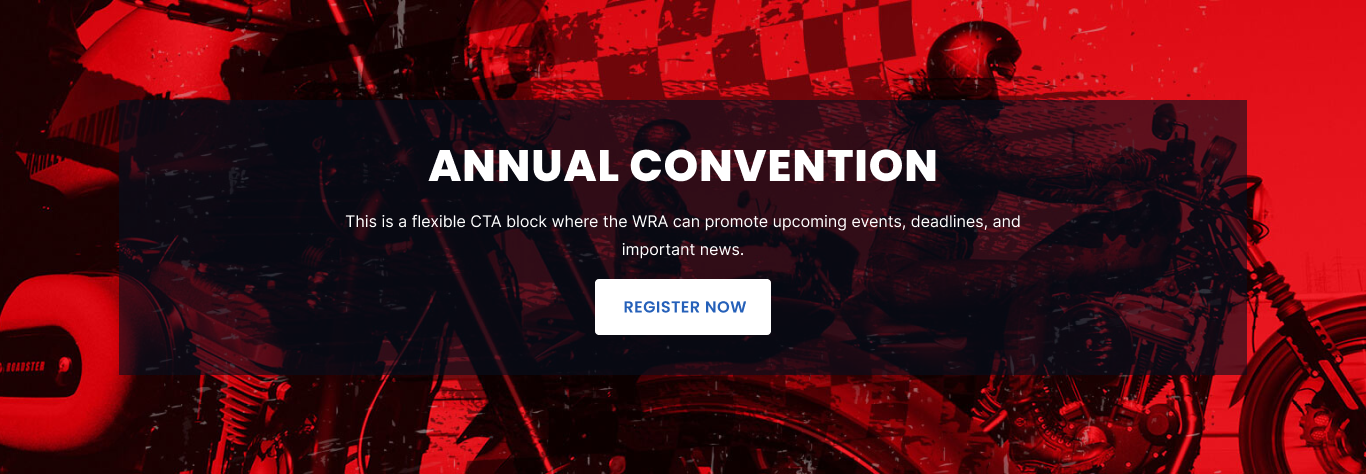 ANNUAL CONVENTION
This is a flexible CTA block where the WRA can promote upcoming events, deadlines, and
important news.
REGISTER NOW
ROADSTER